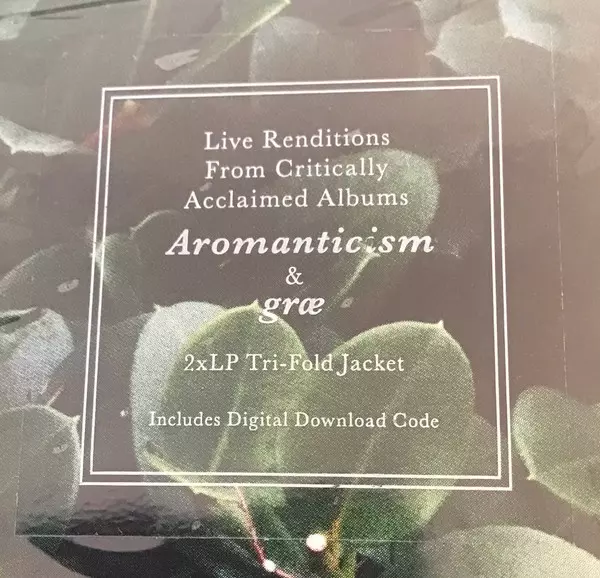 Live Renditions
From Critically
Acclaimed Albums
Aromanticism
&
græ
2xLP Tri-Fold Jacket
Includes Digital Download Code